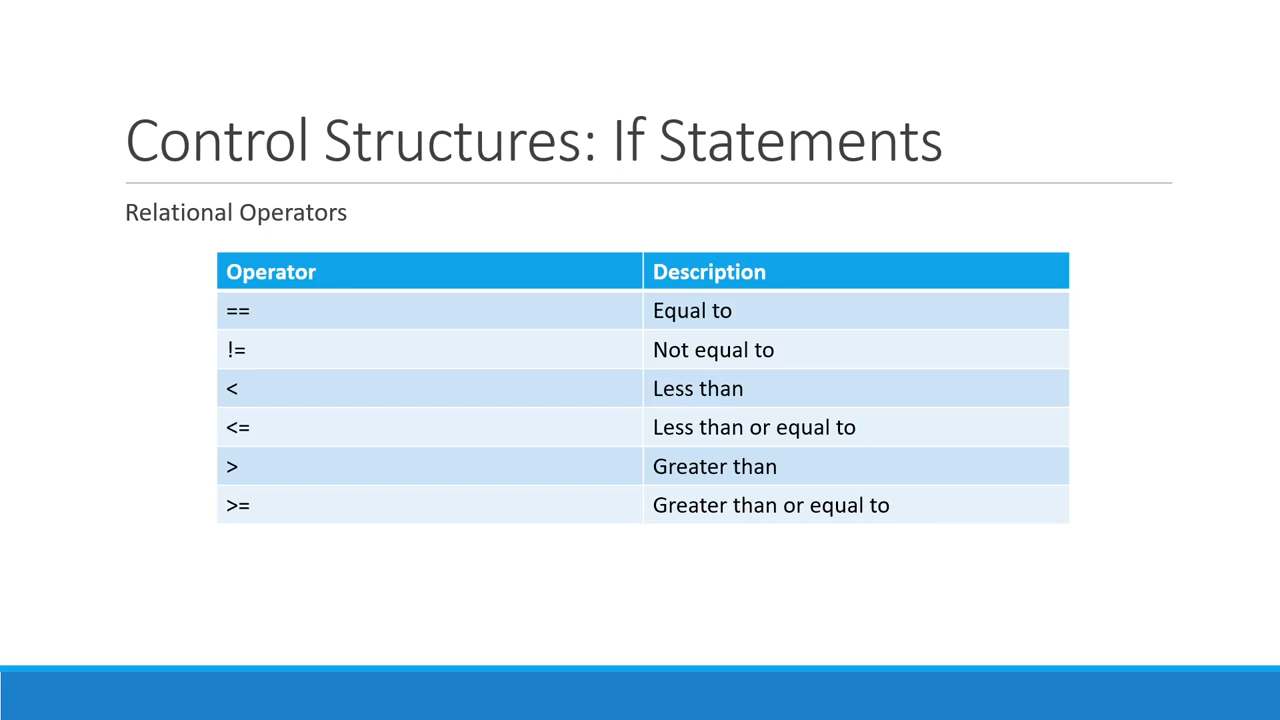 Control Structures: If Statements
Relational Operators
Operator Description
== Equal to
!= Not equal to
< Less than
<= Less than or equal to
> Greater than
>= Greater than or equal to